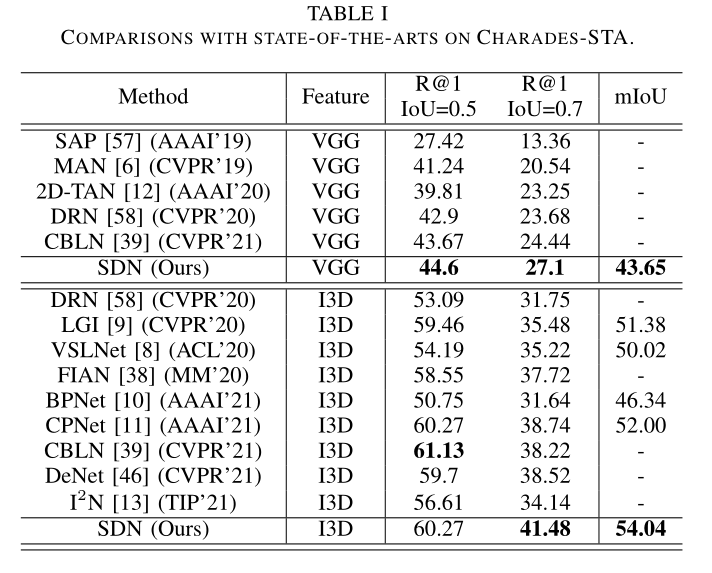 TABLE I
COMPARISONS WITH STATE-OF-THE-ARTS ON CHARADES-STA.
Method Feature R@1 IoU=0.5 R@1 IoU=0.7 mIoU
SAP [57] (AAAI'19) VGG 27.42 13.36 -
MAN [6] (CVPR'19) VGG 41.24 20.54 -
2D-TAN [12] (AAAI'20) VGG 39.81 23.25 -
DRN [58] (CVPR'20) VGG 42.9 23.68 -
CBLN [39] (CVPR'21) VGG 43.67 24.44 -
SDN (Ours) VGG 44.6 27.1 43.65
DRN [58] (CVPR'20) I3D 53.09 31.75 -
LGI [9] (CVPR'20) I3D 59.46 35.48 51.38
VSLNet [8] (ACL'20) I3D 54.19 35.22 50.02
FIAN [38] (MM'20) I3D 58.55 37.72 -
BPNet [10] (AAAI'21) I3D 50.75 31.64 46.34
CPNet [11] (AAAI'21) I3D 60.27 38.74 52.00
CBLN [39] (CVPR'21) I3D 61.13 38.22 -
DeNet [46] (CVPR'21) I3D 59.7 38.52 -
I²N [13] (TIP'21) I3D 56.61 34.14 -
SDN (Ours) I3D 60.27 41.48 54.04